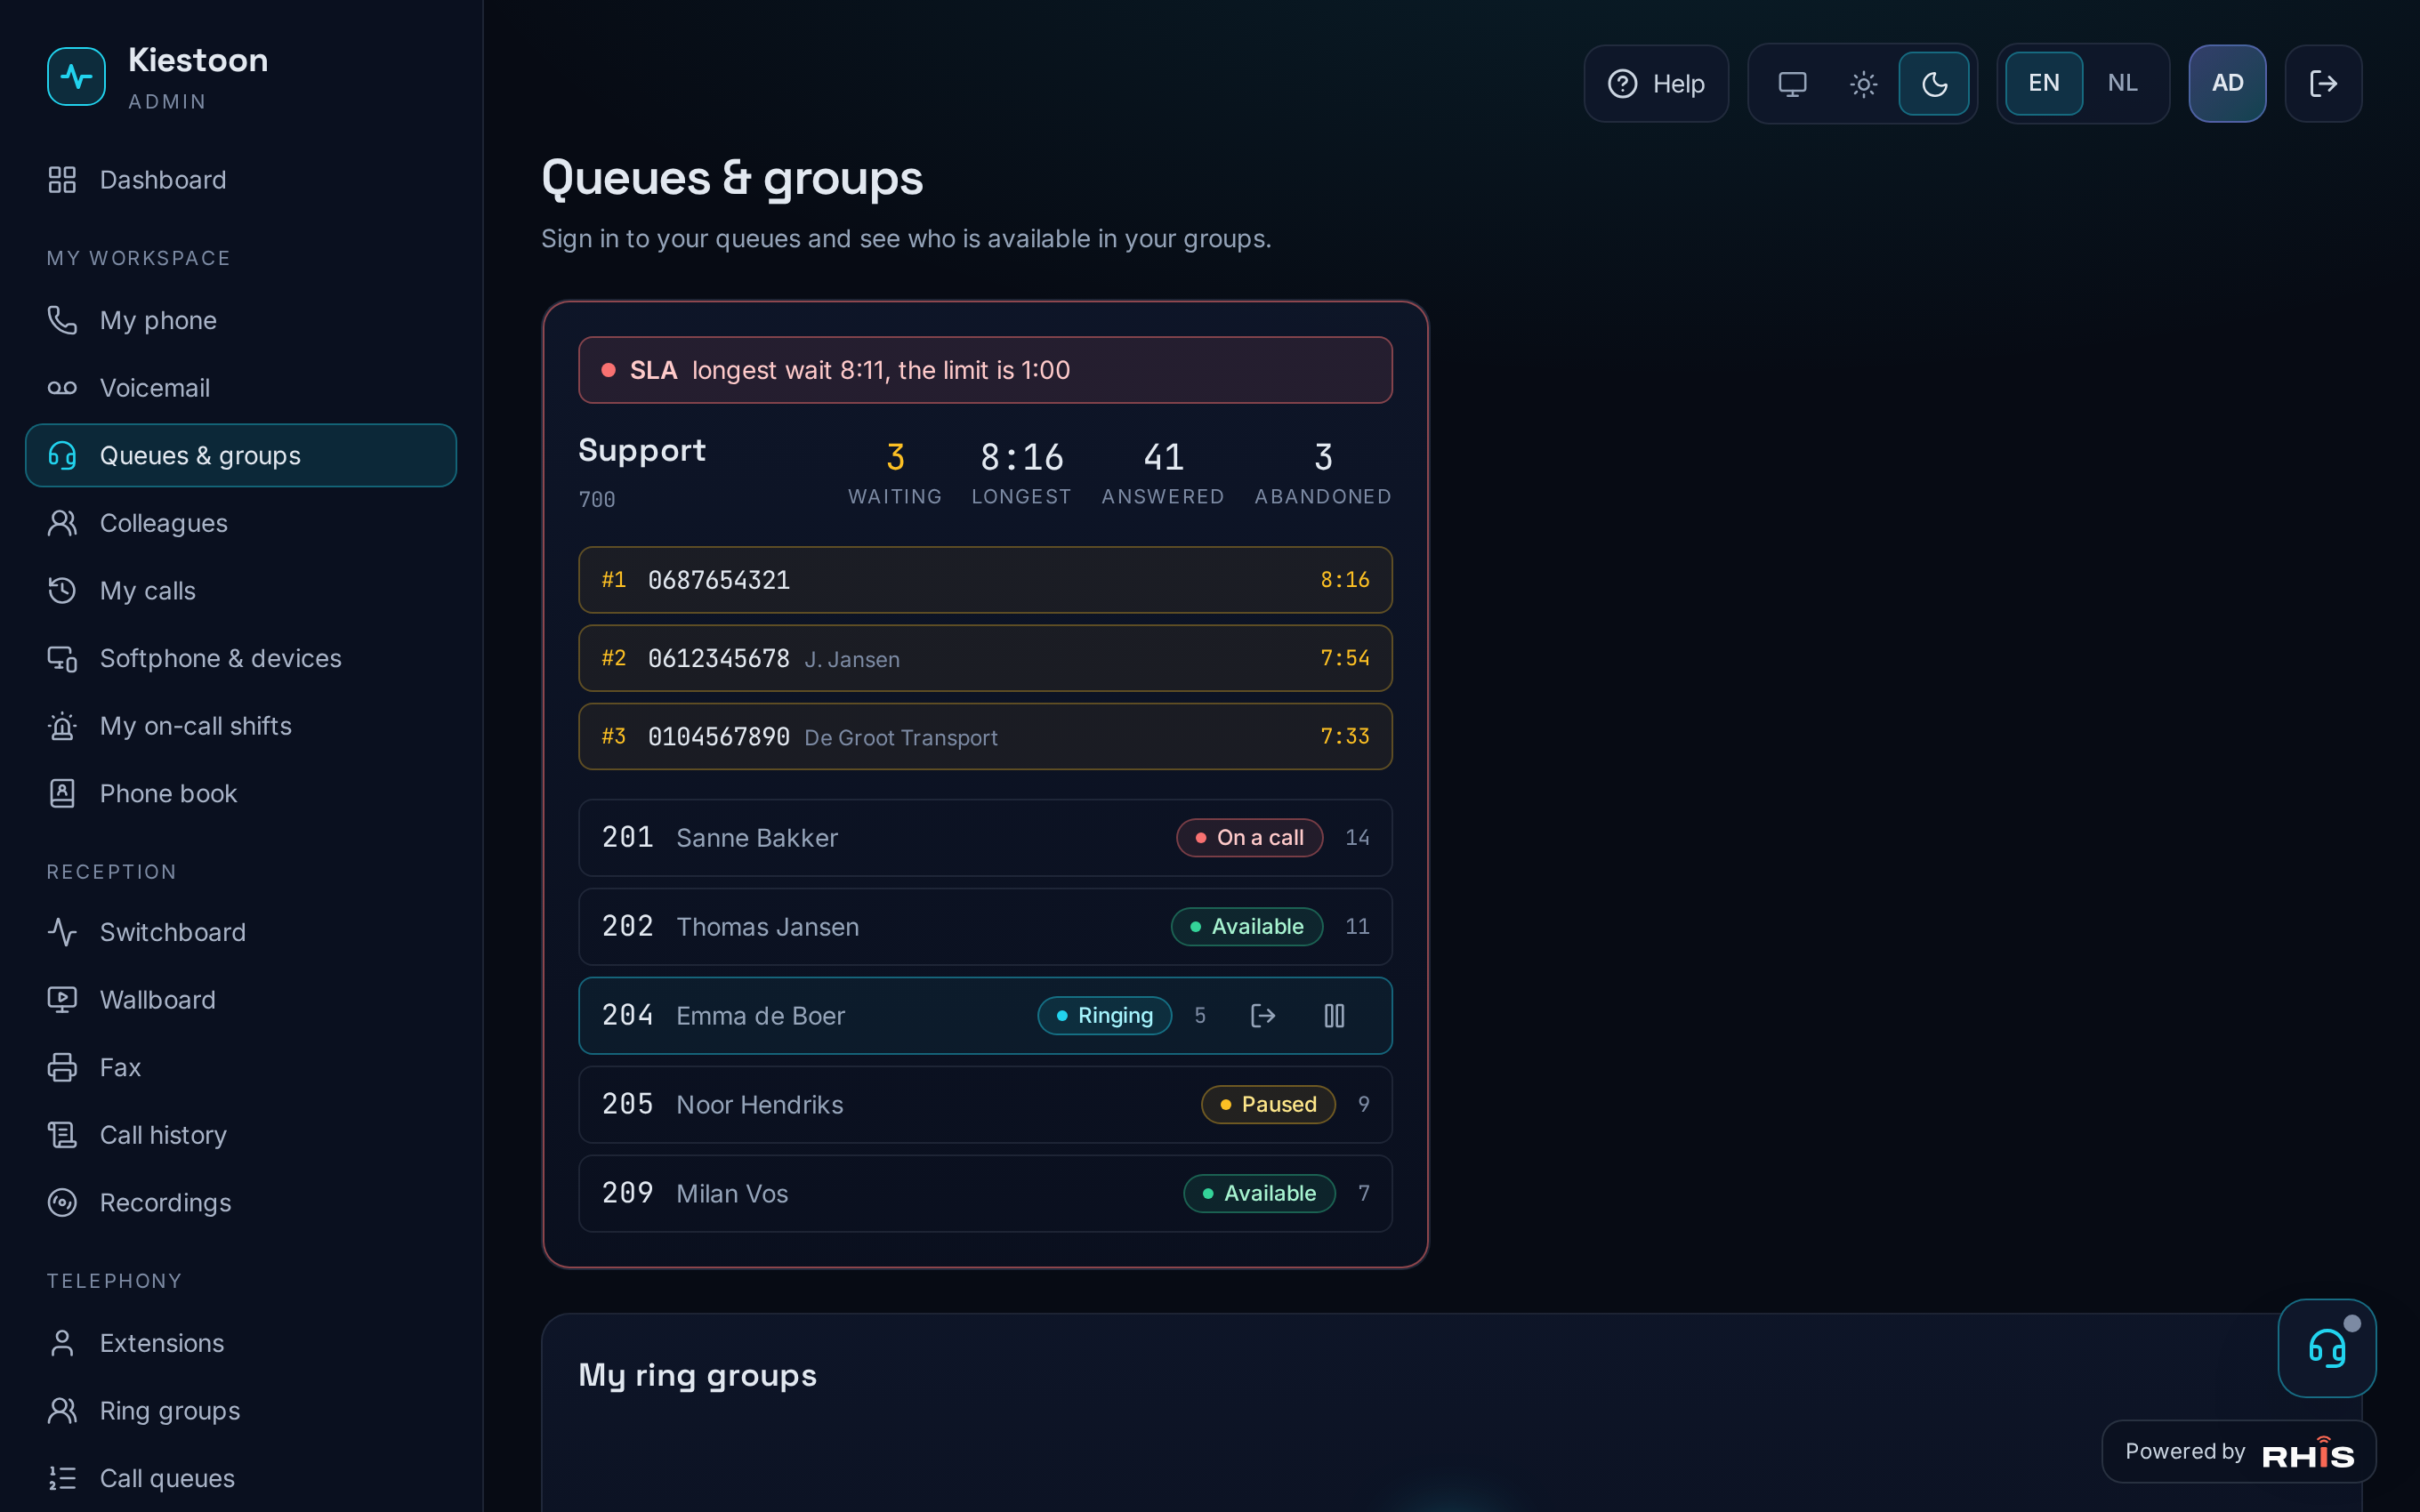 Kiestoon
ADMIN
Dashboard
MY WORKSPACE
My phone
Voicemail
Queues & groups
Colleagues
My calls
Softphone & devices
My on-call shifts
Phone book
RECEPTION
Switchboard
Wallboard
Fax
Call history
Recordings
TELEPHONY
Extensions
Ring groups
Call queues
Help
EN NL
AD
Queues & groups
Sign in to your queues and see who is available in your groups.
SLA longest wait 8:11, the limit is 1:00
Support 3 8:16 41 3
700 WAITING LONGEST ANSWERED ABANDONED
#1 0687654321 8:16
#2 0612345678 J. Jansen 7:54
#3 0104567890 De Groot Transport 7:33
201 Sanne Bakker On a call 14
202 Thomas Jansen Available 11
204 Emma de Boer Ringing 5
205 Noor Hendriks Paused 9
209 Milan Vos Available 7
My ring groups
Powered by RHiS